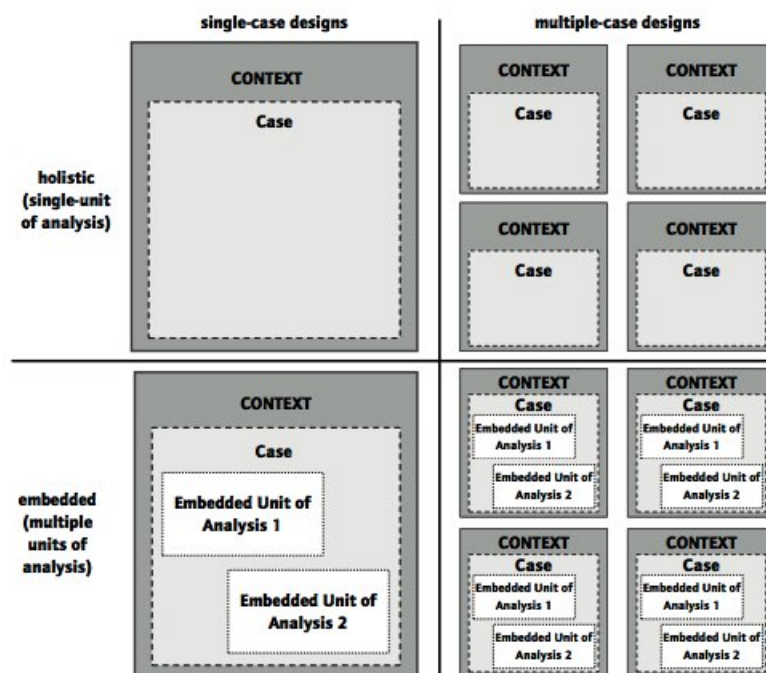 single-case designs
multiple-case designs
holistic
(single-unit
of analysis)
CONTEXT
Case
CONTEXT
Case
CONTEXT
Case
CONTEXT
Case
CONTEXT
Case
embedded
(multiple
units of
analysis)
CONTEXT
Case
Embedded Unit of
Analysis 1
Embedded Unit of
Analysis 2
CONTEXT
Case
Embedded Unit of
Analysis 1
Embedded Unit of
Analysis 2
CONTEXT
Case
Embedded Unit of
Analysis 1
Embedded Unit of
Analysis 2
CONTEXT
Case
Embedded Unit of
Analysis 1
Embedded Unit of
Analysis 2
CONTEXT
Case
Embedded Unit of
Analysis 1
Embedded Unit of
Analysis 2